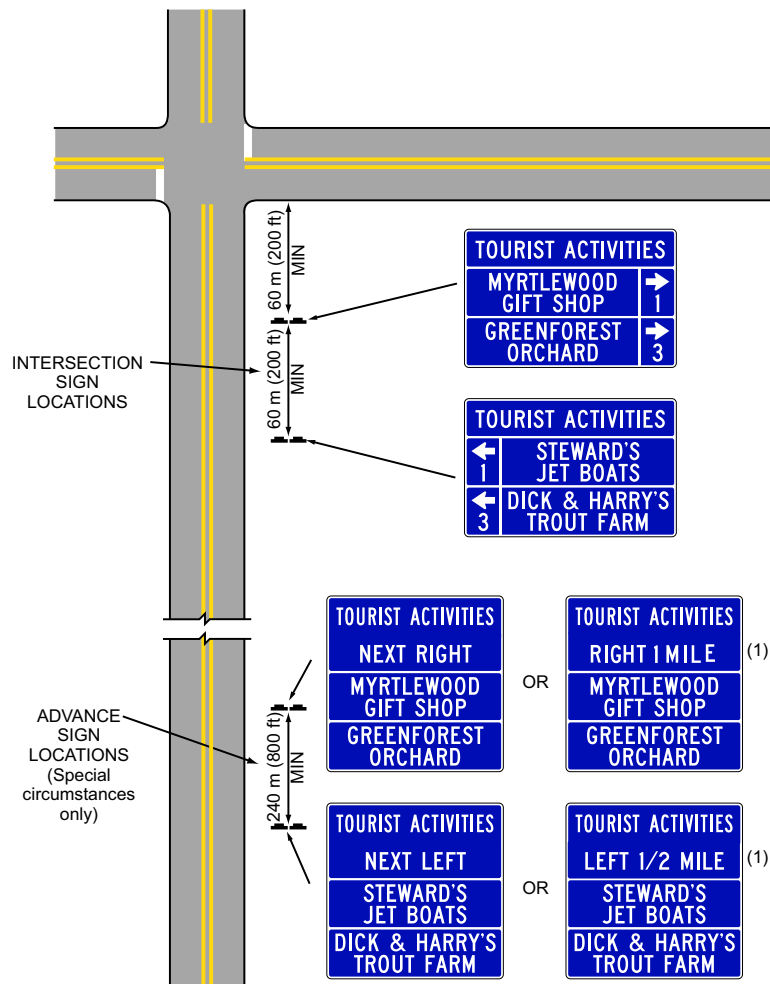 60 m (200 ft)
MIN
TOURIST ACTIVITIES
MYRTLEWOOD
GIFT SHOP
1
GREENFOREST
ORCHARD
3
INTERSECTION
SIGN
LOCATIONS
60 m (200 ft)
MIN
TOURIST ACTIVITIES
1
STEWARD'S
JET BOATS
3
DICK & HARRY'S
TROUT FARM
TOURIST ACTIVITIES
NEXT RIGHT
MYRTLEWOOD
GIFT SHOP
GREENFOREST
ORCHARD
OR
TOURIST ACTIVITIES
RIGHT 1 MILE
MYRTLEWOOD
GIFT SHOP
GREENFOREST
ORCHARD
(1)
ADVANCE
SIGN
LOCATIONS
(Special
circumstances
only)
240 m (800 ft)
MIN
TOURIST ACTIVITIES
NEXT LEFT
STEWARD'S
JET BOATS
DICK & HARRY'S
TROUT FARM
OR
TOURIST ACTIVITIES
LEFT 1/2 MILE
STEWARD'S
JET BOATS
DICK & HARRY'S
TROUT FARM
(1)